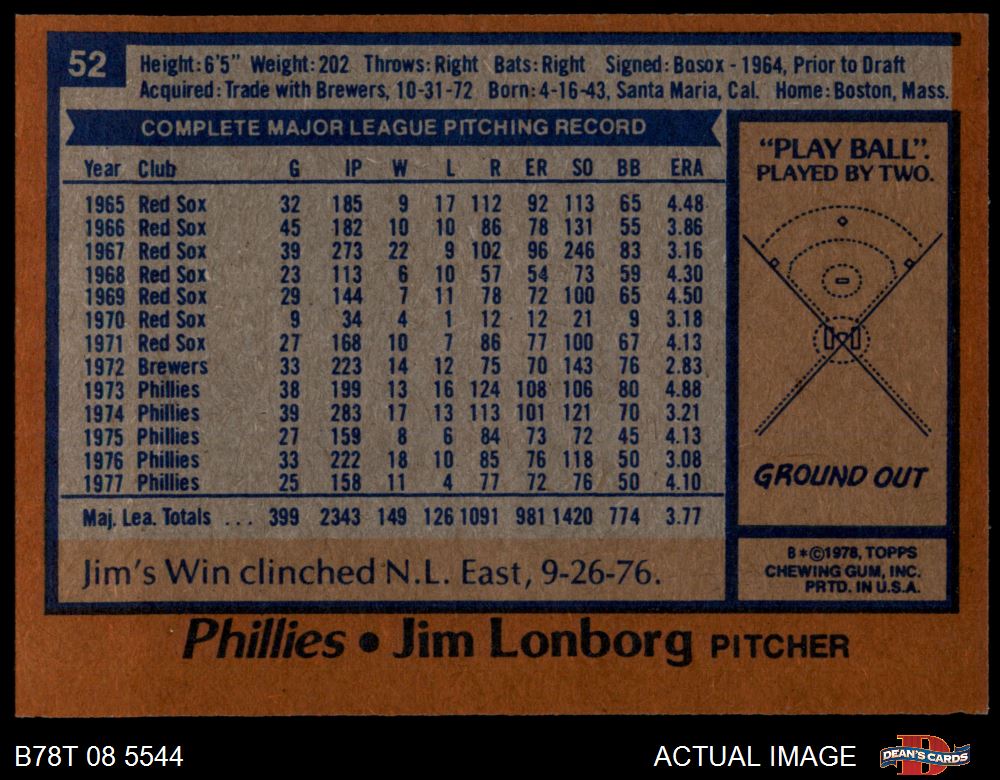 52
Height: 6'5" Weight: 202 Throws: Right Bats: Right Signed: Bosox - 1964, Prior to Draft
Acquired: Trade with Brewers, 10-31-72 Born: 4-16-43, Santa Maria, Cal. Home: Boston, Mass.
COMPLETE MAJOR LEAGUE PITCHING RECORD
Year Club G IP W L R ER SO BB ERA
1965 Red Sox 32 185 9 17 112 92 113 65 4.48
1966 Red Sox 45 182 10 10 86 78 131 55 3.86
1967 Red Sox 39 273 22 9 102 96 246 83 3.16
1968 Red Sox 23 113 6 10 57 54 73 59 4.30
1969 Red Sox 29 144 7 11 78 72 100 65 4.50
1970 Red Sox 9 34 4 1 12 12 21 9 3.18
1971 Red Sox 27 168 10 7 86 77 100 67 4.13
1972 Brewers 33 223 14 12 75 70 143 76 2.83
1973 Phillies 38 199 13 16 124 108 106 80 4.88
1974 Phillies 39 283 17 13 113 101 121 70 3.21
1975 Phillies 27 159 8 6 84 73 72 45 4.13
1976 Phillies 33 222 18 10 85 76 118 50 3.08
1977 Phillies 25 158 11 4 77 72 76 50 4.10
Maj. Lea. Totals ... 399 2343 149 126 1091 981 1420 774 3.77
Jim's Win clinched N.L. East, 9-26-76.
"PLAY BALL".
PLAYED BY TWO.
GROUND OUT
B*©1978, TOPPS
CHEWING GUM, INC.
PRTD. IN U.S.A.
Phillies • Jim Lonborg PITCHER
B78T 08 5544
ACTUAL IMAGE
DEAN'S CARDS